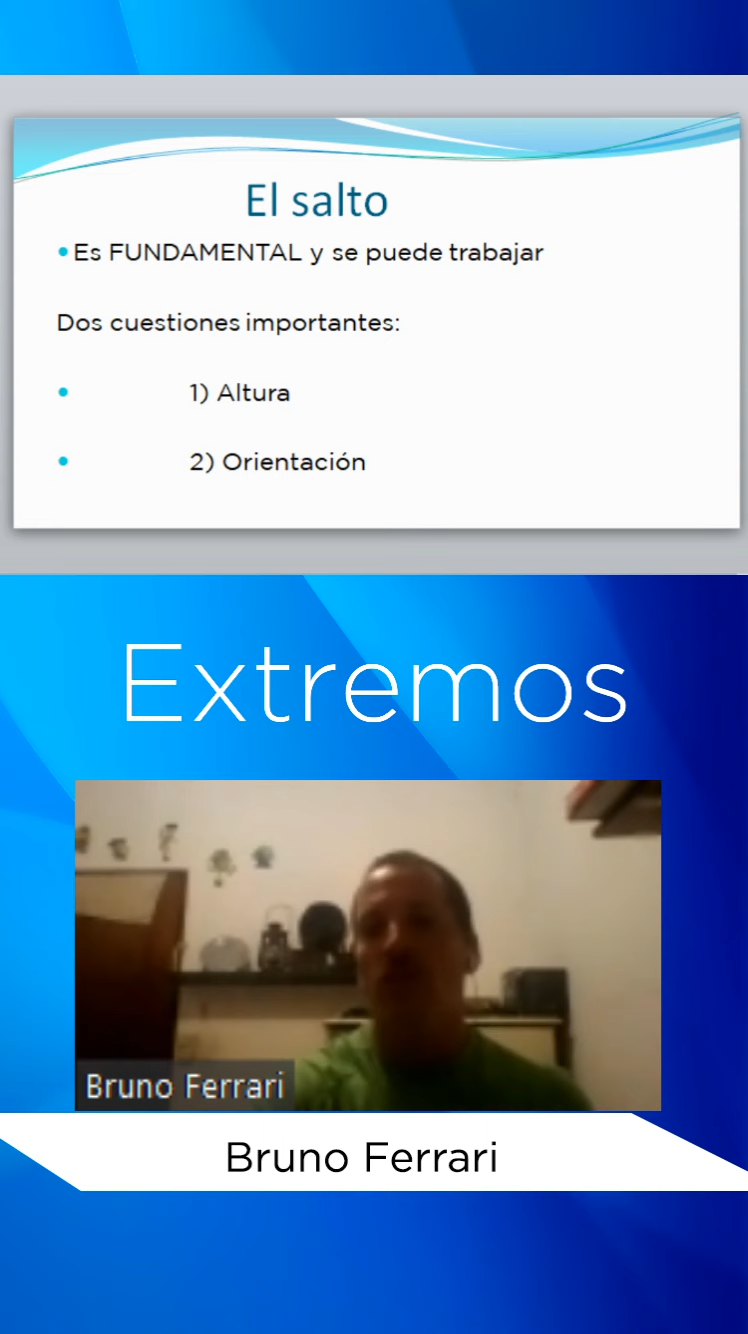 El salto
• Es FUNDAMENTAL y se puede trabajar
Dos cuestiones importantes:
• 1) Altura
• 2) Orientación
Extremos
Bruno Ferrari
Bruno Ferrari